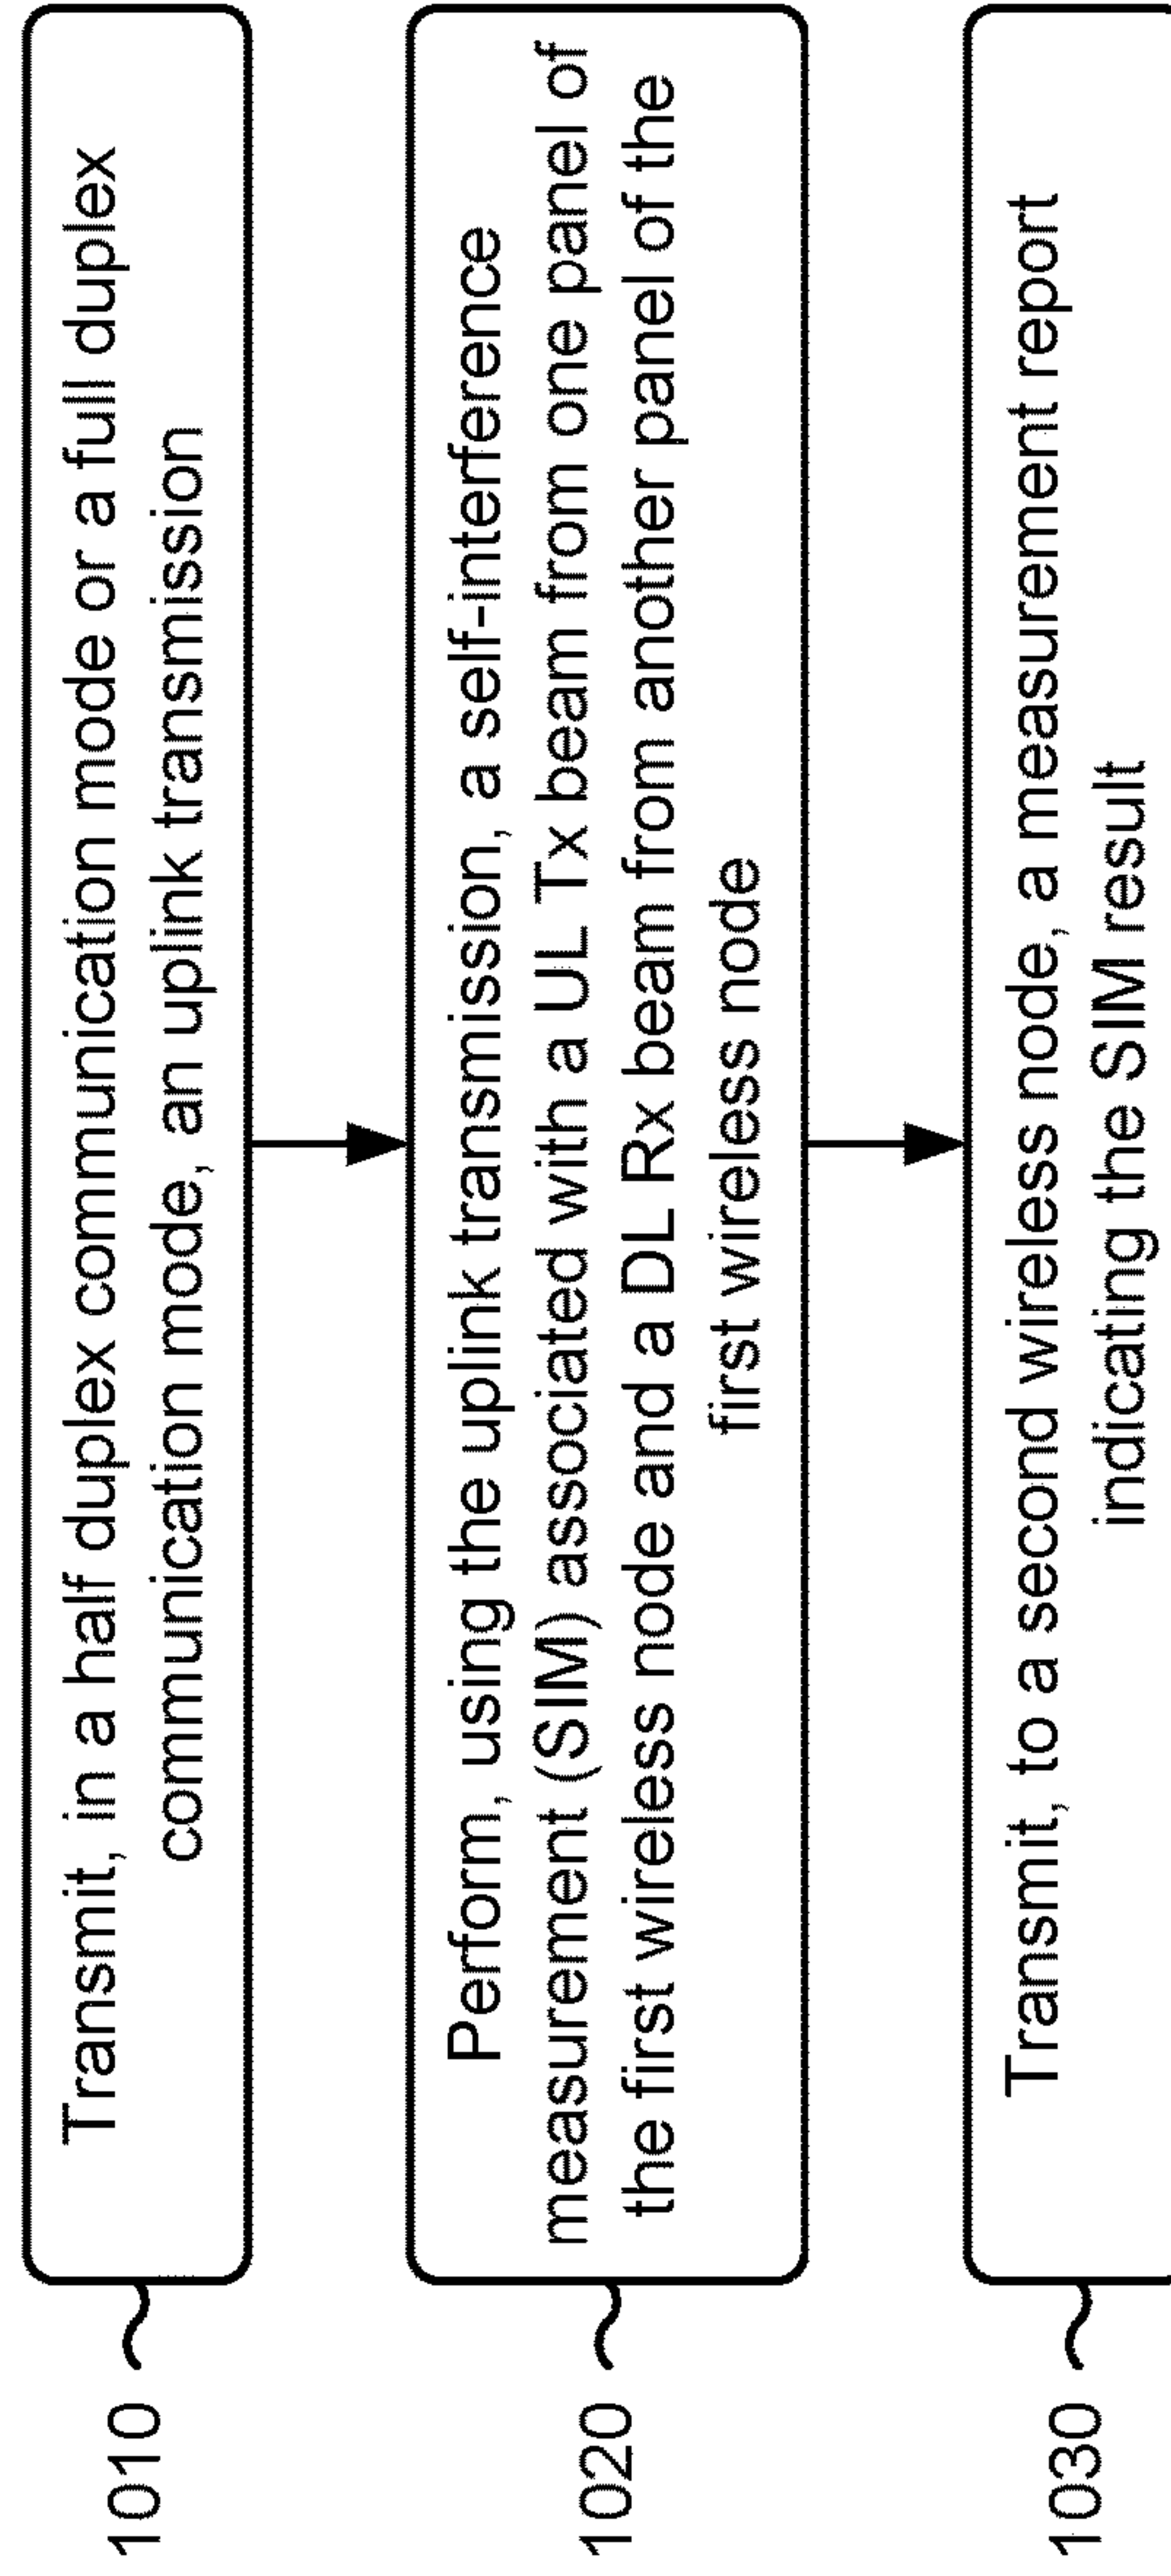 1010
Transmit, in a half duplex communication mode or a full duplex
communication mode, an uplink transmission
1020
Perform, using the uplink transmission, a self-interference
measurement (SIM) associated with a UL Tx beam from one panel of
the first wireless node and a DL Rx beam from another panel of the
first wireless node
1030
Transmit, to a second wireless node, a measurement report
indicating the SIM result